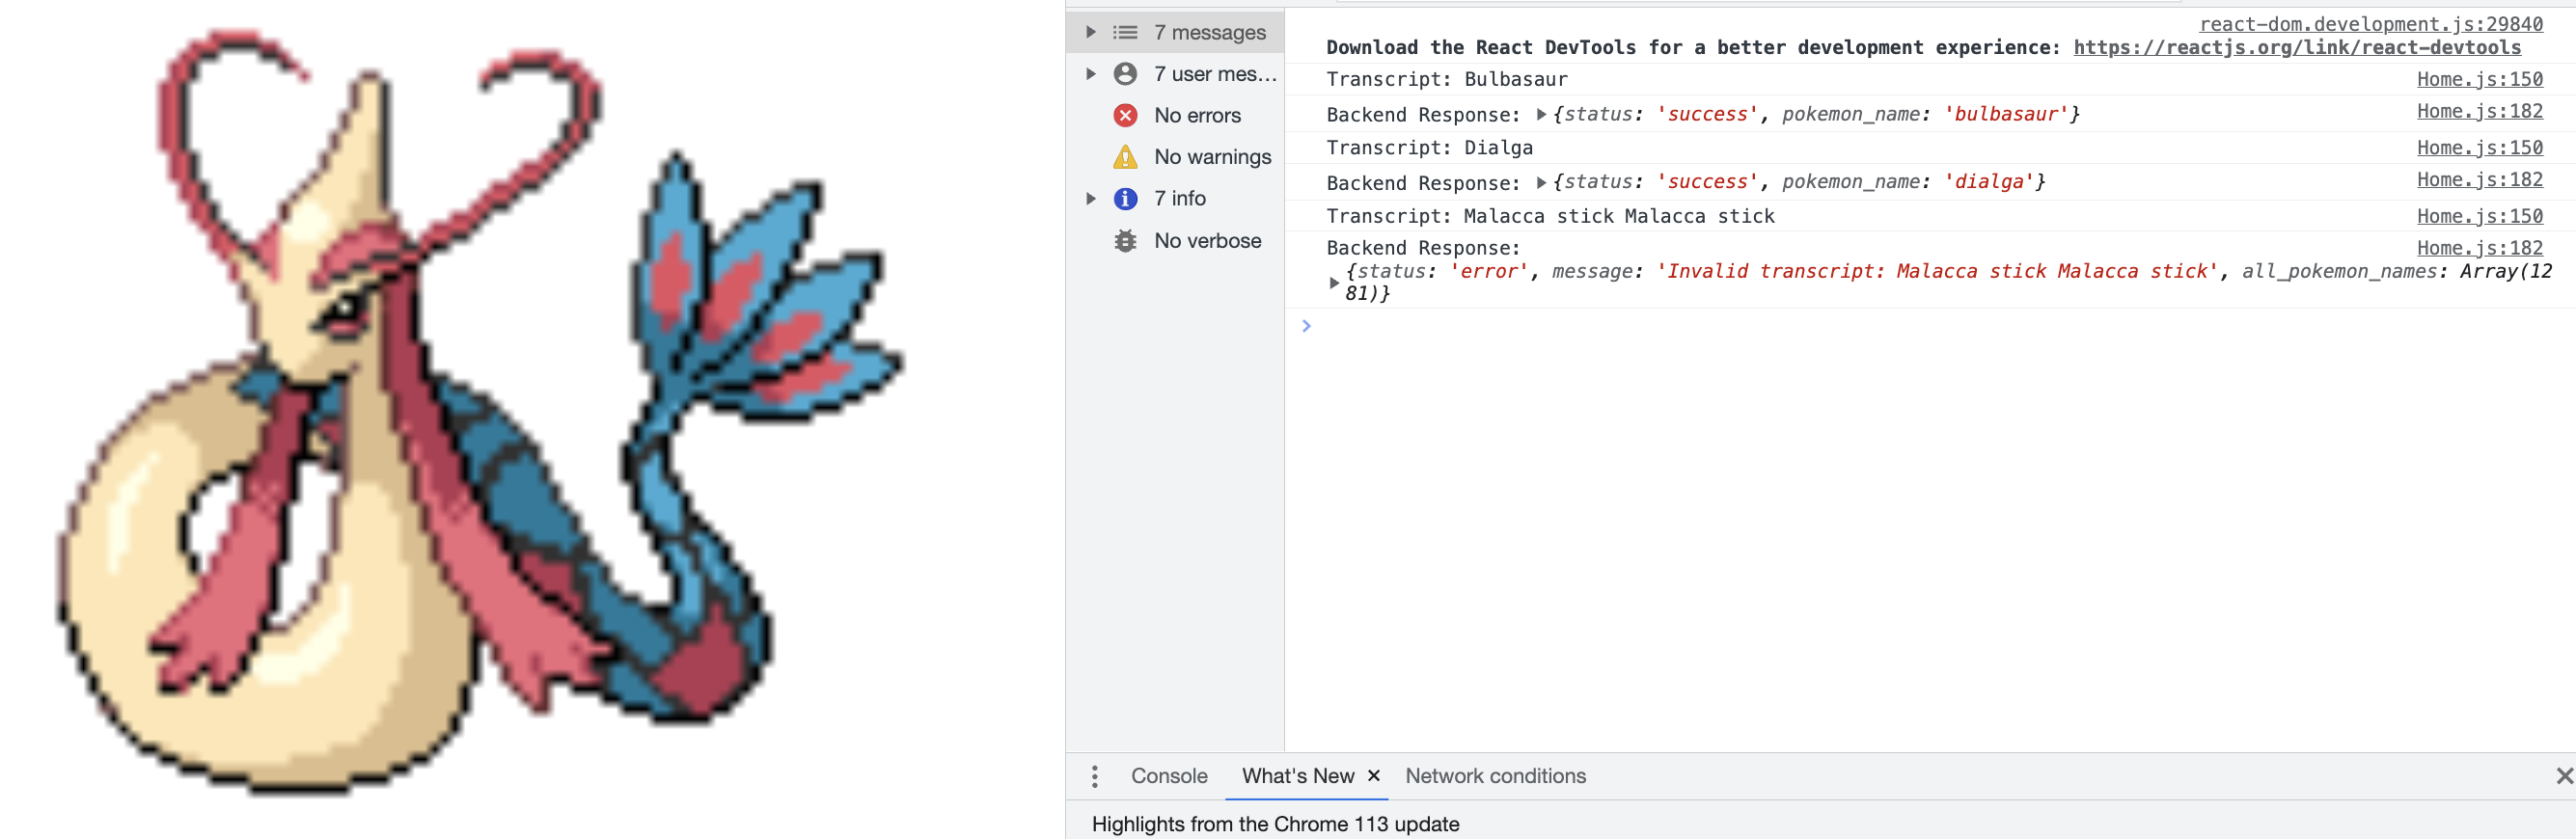 7 messages
7 user mes...
No errors
No warnings
7 info
No verbose
react-dom.development.js:29840
Download the React DevTools for a better development experience: https://reactjs.org/link/react-devtools
Transcript: Bulbasaur Home.js:150
Backend Response: {status: 'success', pokemon_name: 'bulbasaur'} Home.js:182
Transcript: Dialga Home.js:150
Backend Response: {status: 'success', pokemon_name: 'dialga'} Home.js:182
Transcript: Malacca stick Malacca stick Home.js:150
Backend Response: Home.js:182
{status: 'error', message: 'Invalid transcript: Malacca stick Malacca stick', all_pokemon_names: Array(12
81)}
Console What's New Network conditions
Highlights from the Chrome 113 update